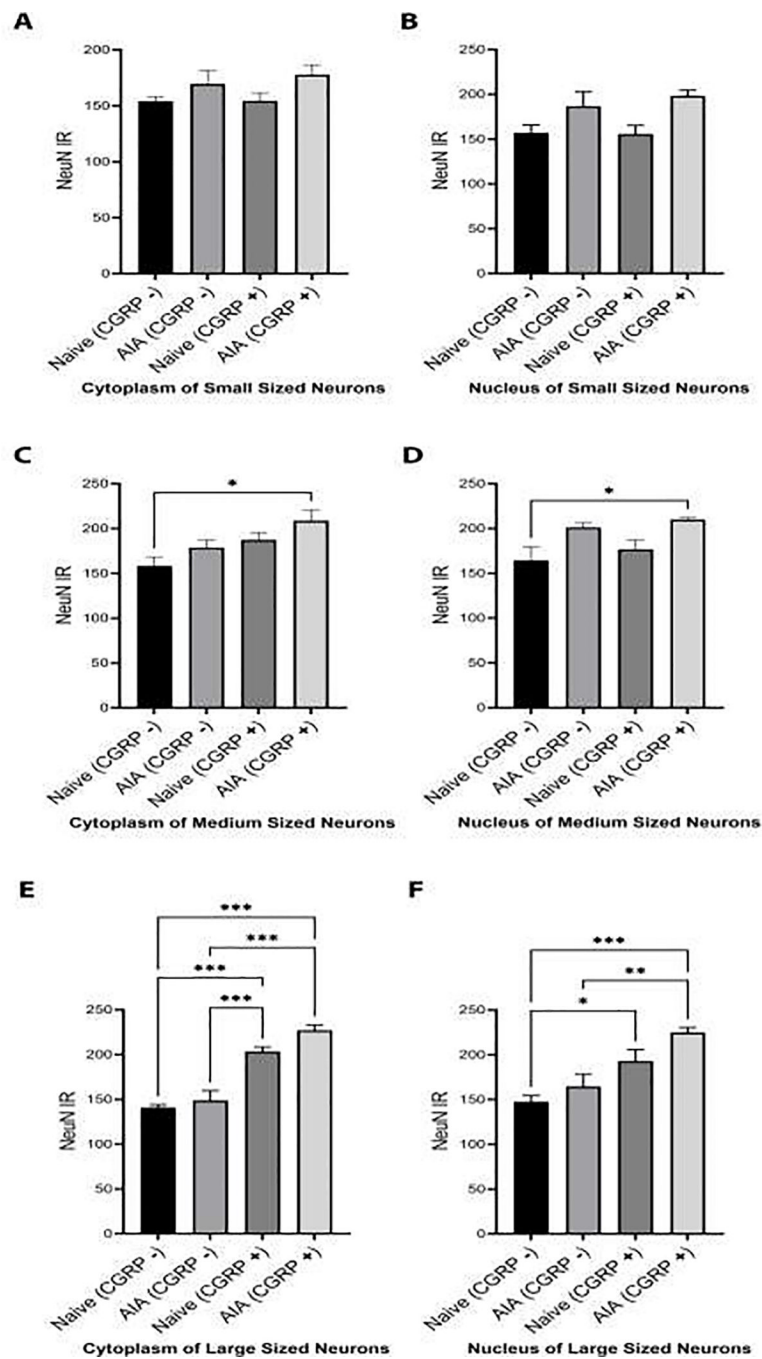 A
200
150
100
50
0
NeuN IR
Naive (CGRP -)
AIA (CGRP -)
Naive (CGRP +)
AIA (CGRP +)
Cytoplasm of Small Sized Neurons
B
250
200
150
100
50
0
NeuN IR
Naive (CGRP -)
AIA (CGRP -)
Naive (CGRP +)
AIA (CGRP +)
Nucleus of Small Sized Neurons
C
250
200
150
100
50
0
NeuN IR
*
Naive (CGRP -)
AIA (CGRP -)
Naive (CGRP +)
AIA (CGRP +)
Cytoplasm of Medium Sized Neurons
D
250
200
150
100
50
0
NeuN IR
*
Naive (CGRP -)
AIA (CGRP -)
Naive (CGRP +)
AIA (CGRP +)
Nucleus of Medium Sized Neurons
E
***
***
***
***
250
200
150
100
50
0
NeuN IR
Naive (CGRP -)
AIA (CGRP -)
Naive (CGRP +)
AIA (CGRP +)
Cytoplasm of Large Sized Neurons
F
***
**
*
250
200
150
100
50
0
NeuN IR
Naive (CGRP -)
AIA (CGRP -)
Naive (CGRP +)
AIA (CGRP +)
Nucleus of Large Sized Neurons